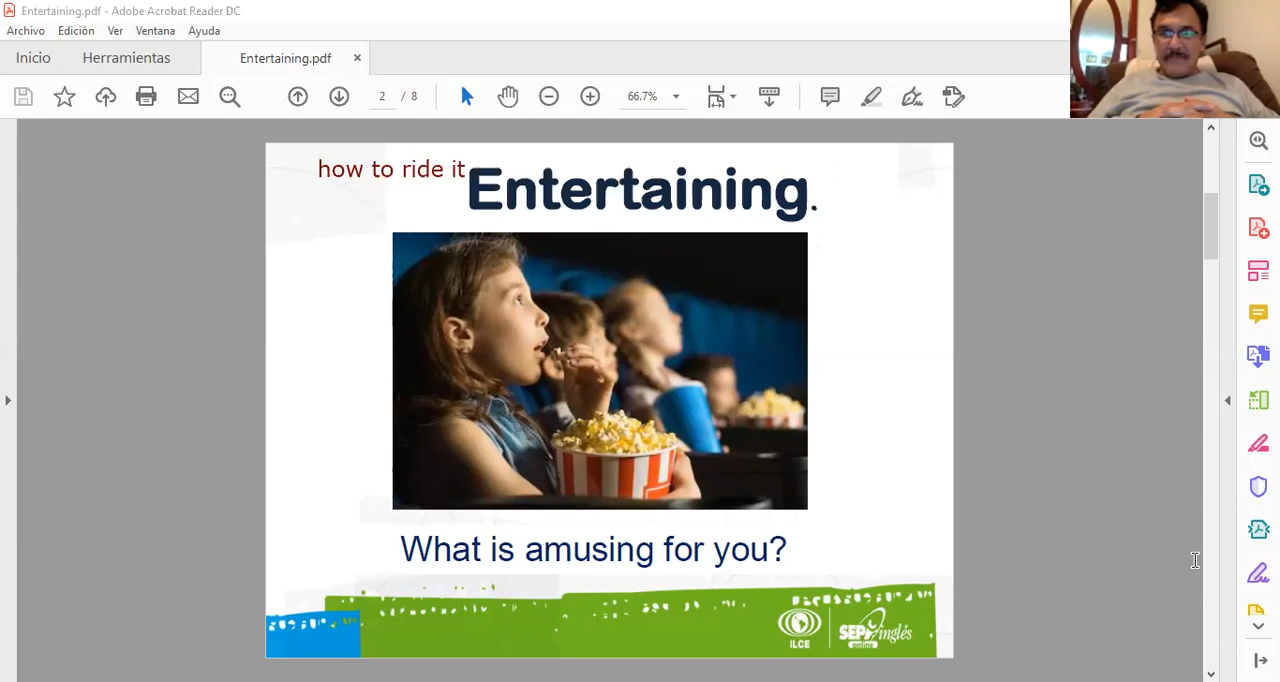 Entertaining.pdf - Adobe Acrobat Reader DC
Archivo Edición Ver Ventana Ayuda
Inicio Herramientas Entertaining.pdf ×
2 / 8 66.7%
how to ride it
Entertaining.
What is amusing for you?
ILCE SEP inglés
online